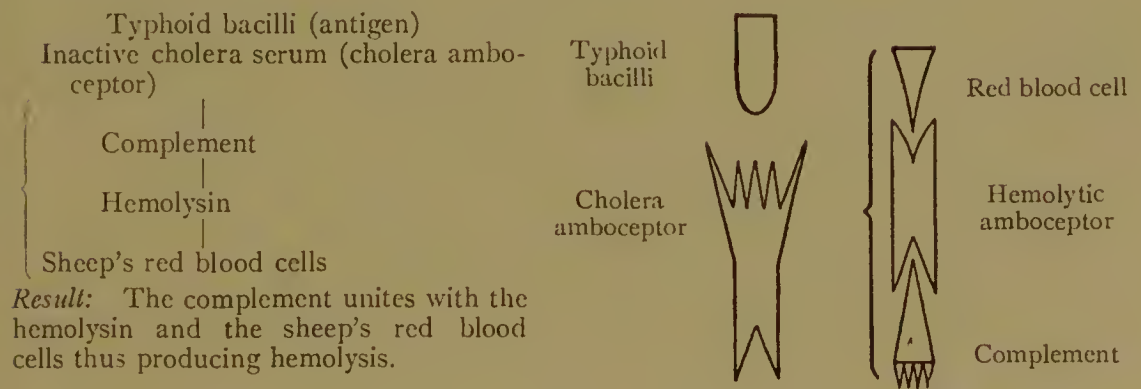 Typhoid bacilli (antigen)
Inactive cholera serum (cholera ambo-
ceptor)
Complement
Hemolysin
Sheep's red blood cells
Result: The complement unites with the
hemolysin and the sheep's red blood
cells thus producing hemolysis.
Typhoid
bacilli
Cholera
amboceptor
Red blood cell
Hemolytic
amboceptor
Complement